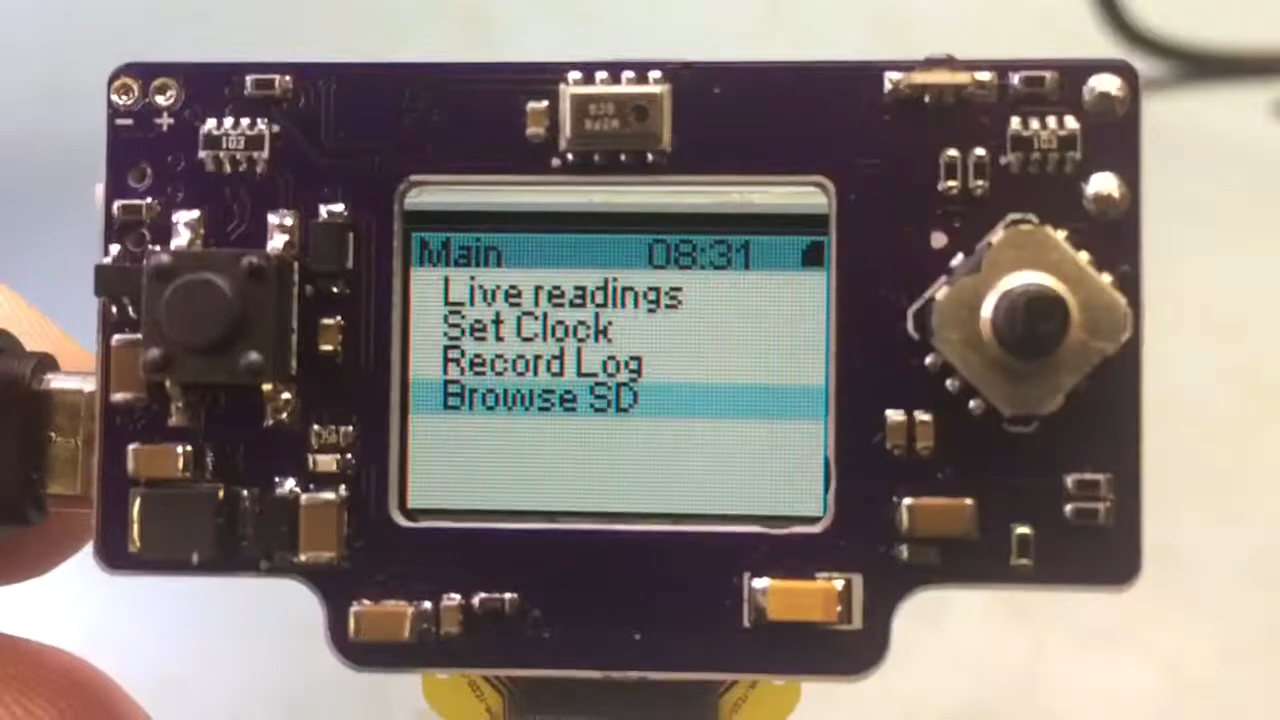 Main 08:31
Live readings
Set Clock
Record Log
Browse SD
- +
103
103